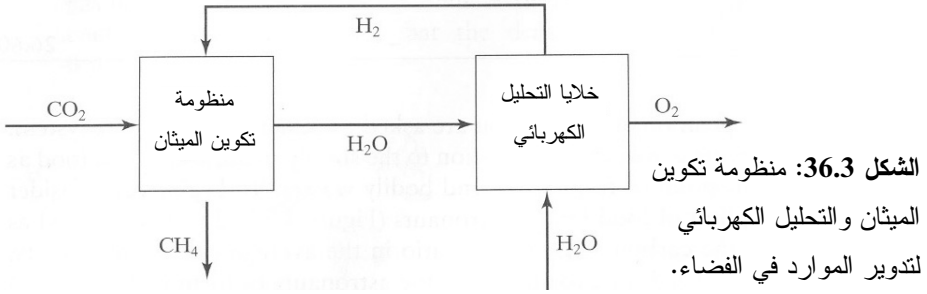 H₂
منظومة
تكوين الميثان
خلايا التحليل
الكهربائي
CO₂
H₂O
O₂
CH₄
H₂O
الشكل 36.3: منظومة تكوين
الميثان والتحليل الكهربائي
لتدوير الموارد في الفضاء.